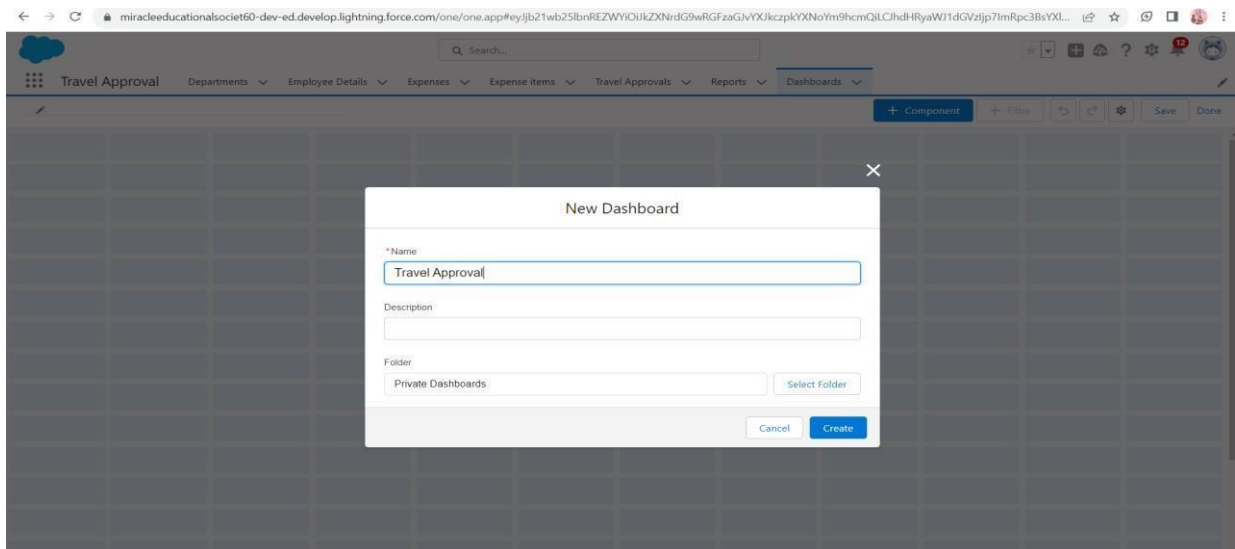 miracleeducationalsociet60-dev-ed.develop.lightning.force.com/one/one.app#
Search...
12
Travel Approval Departments Employee Details Expenses Expense items Travel Approvals Reports Dashboards
+ Component + Filter Save Done
New Dashboard
*Name
Travel Approval
Description
Folder
Private Dashboards Select Folder
Cancel Create